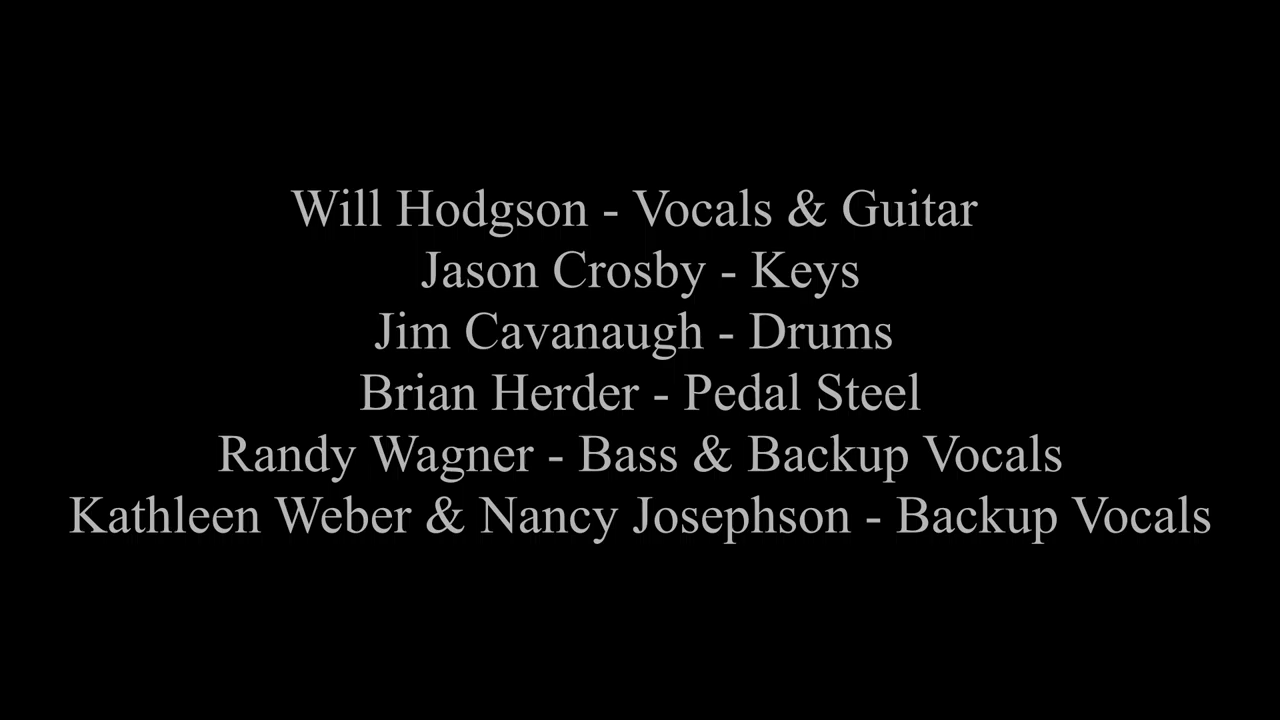 Will Hodgson - Vocals & Guitar
Jason Crosby - Keys
Jim Cavanaugh - Drums
Brian Herder - Pedal Steel
Randy Wagner - Bass & Backup Vocals
Kathleen Weber & Nancy Josephson - Backup Vocals